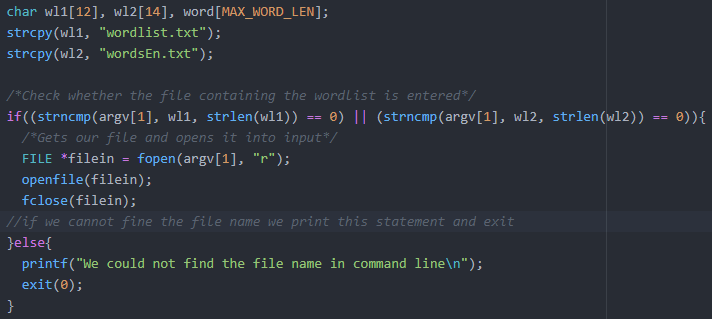 char wl1[12], wl2[14], word[MAX_WORD_LEN];
strcpy(wl1, "wordlist.txt");
strcpy(wl2, "wordsEn.txt");
/*Check whether the file containing the wordlist is entered*/
if((strncmp(argv[1], wl1, strlen(wl1)) == 0) || (strncmp(argv[1], wl2, strlen(wl2)) == 0)){
/*Gets our file and opens it into input*/
FILE *filein = fopen(argv[1], "r");
openfile(filein);
fclose(filein);
//if we cannot fine the file name we print this statement and exit
}else{
printf("We could not find the file name in command line\n");
exit(0);
}